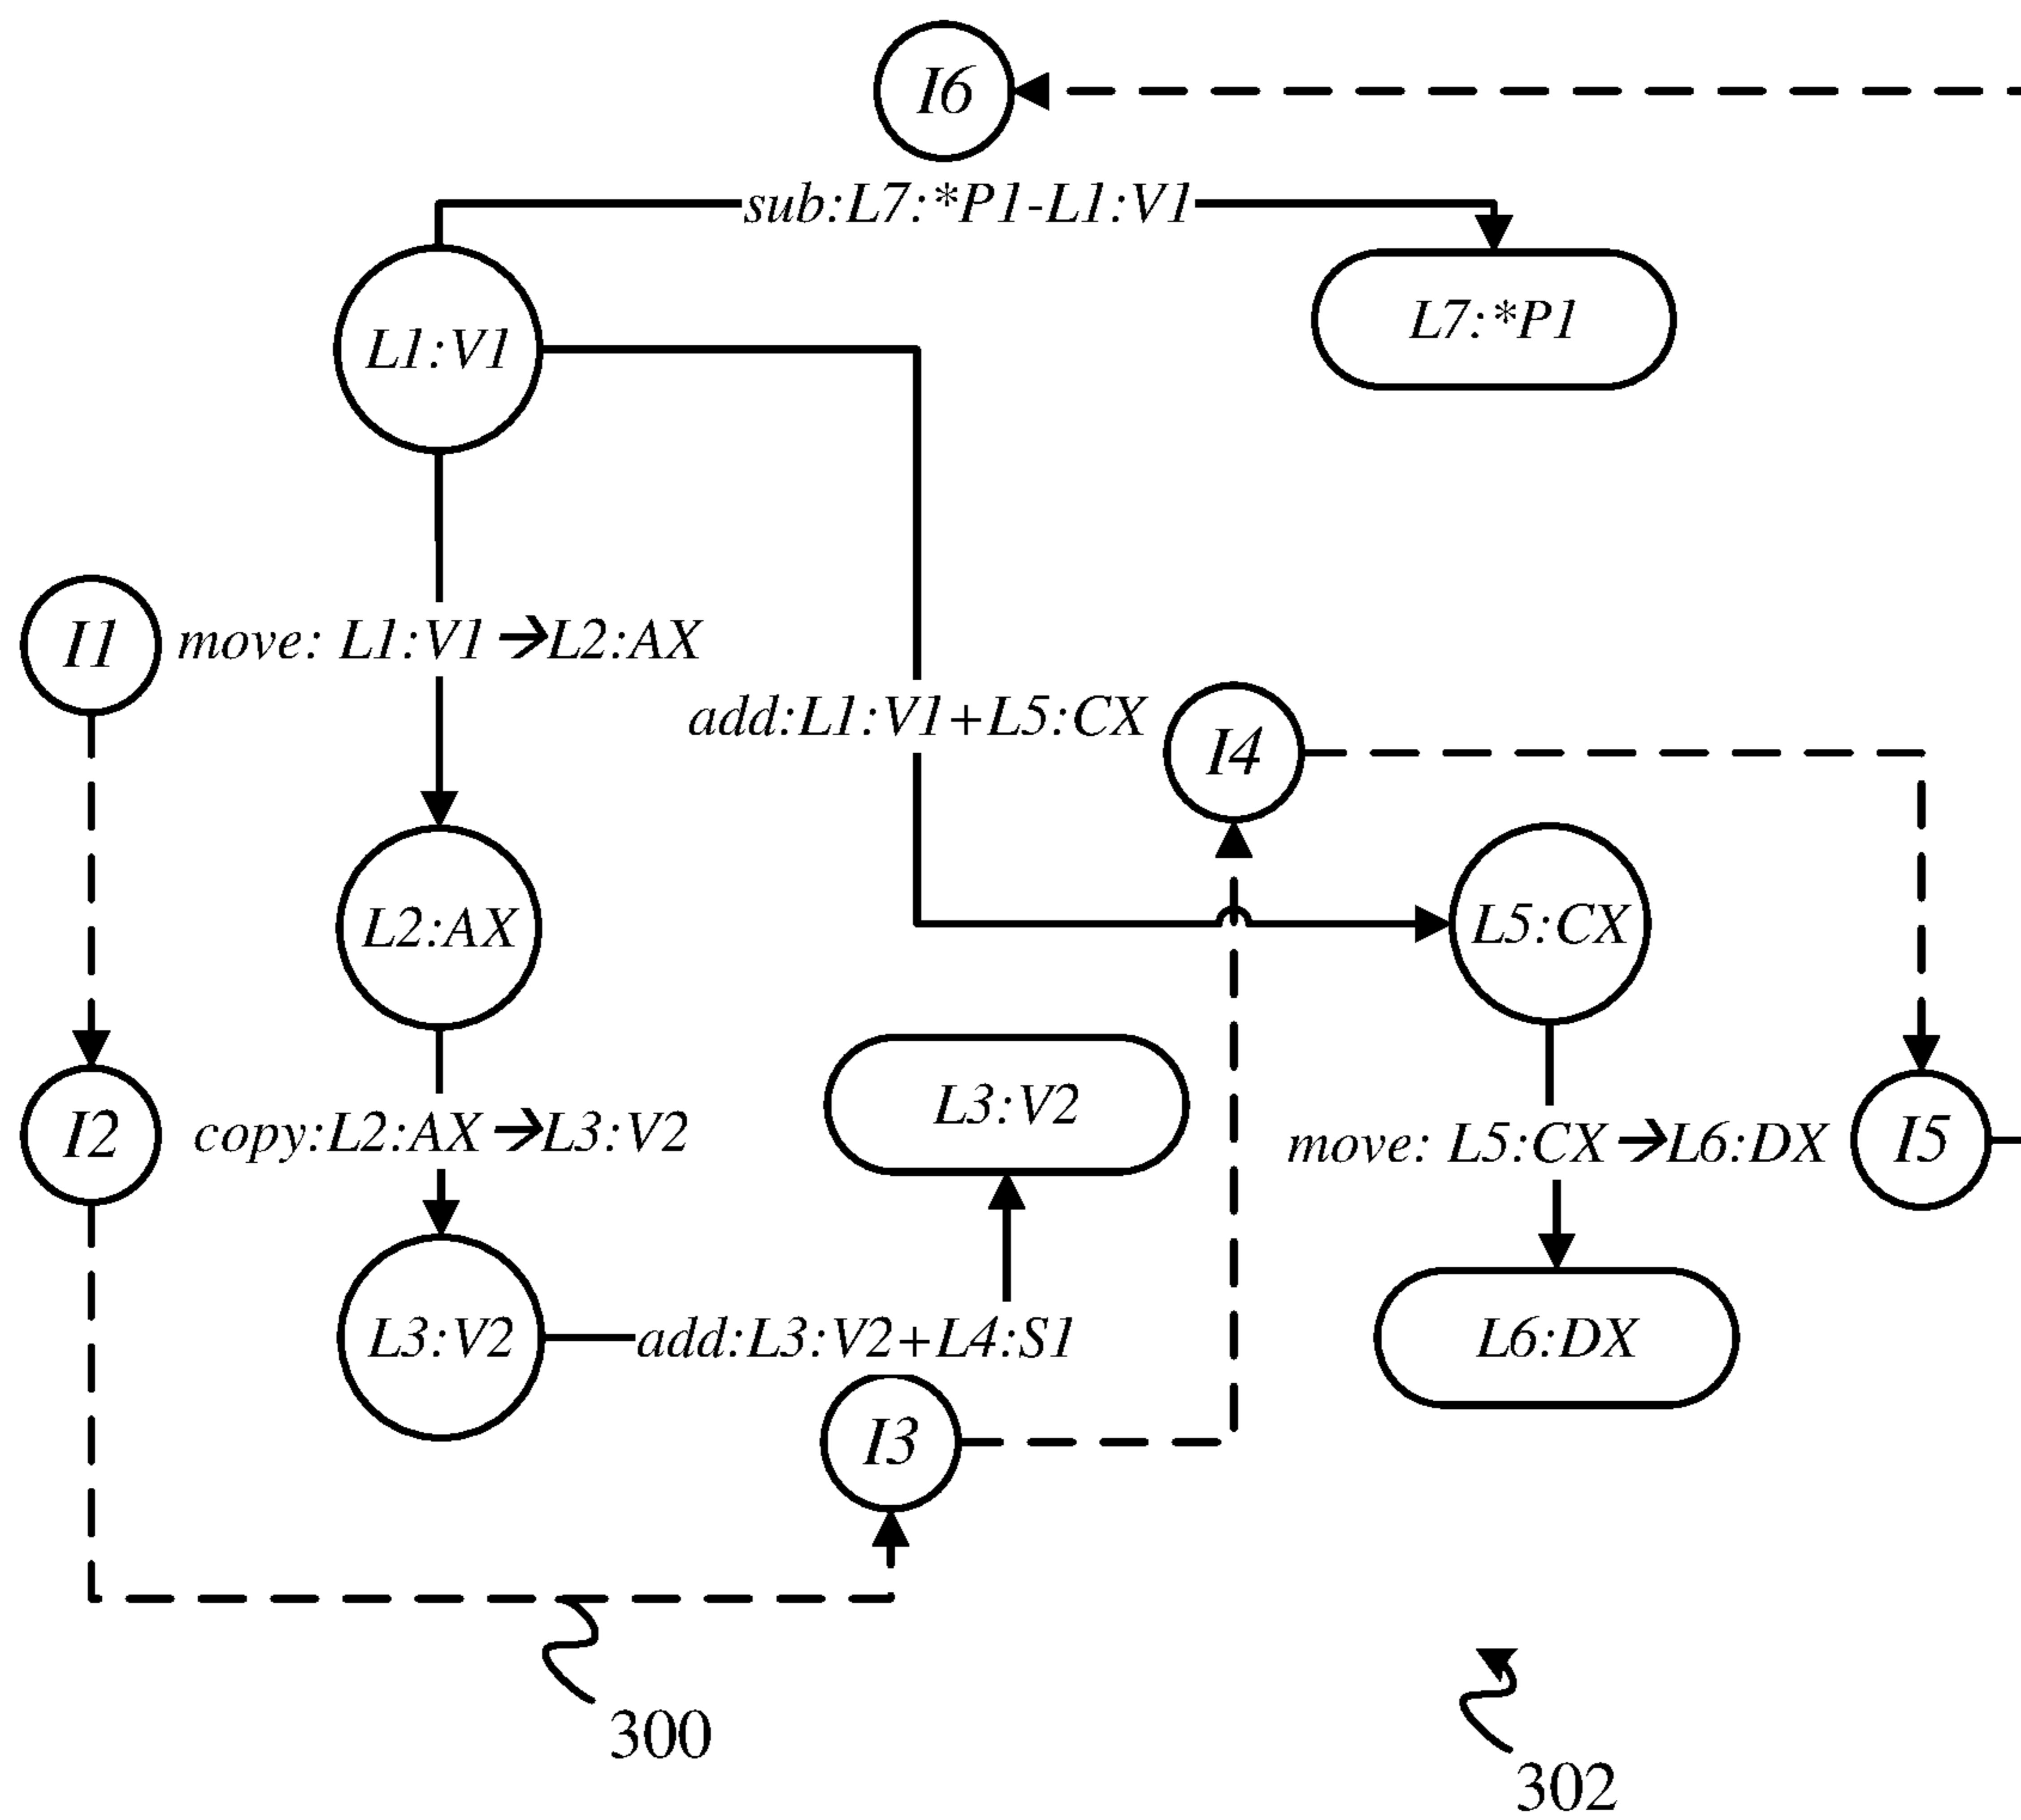 I6
sub:L7:*P1-L1:V1
L7:*P1
L1:V1
I1
move: L1:V1→L2:AX
add:L1:V1+L5:CX
I4
L2:AX
L5:CX
L3:V2
I2
copy:L2:AX→L3:V2
move: L5:CX→L6:DX
I5
L3:V2
add:L3:V2+L4:S1
L6:DX
I3
300
302